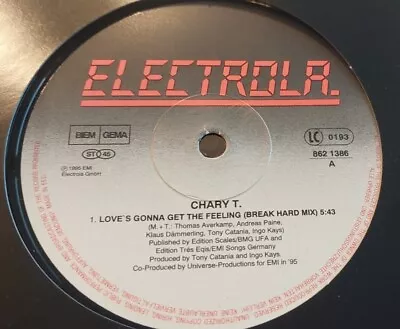 ELECTROLA.
BIEM GEMA
ST 45
℗ 1995 EMI
Electrola GmbH
LC 0193
862 1386
A
CHARY T.
1. LOVE´S GONNA GET THE FEELING (BREAK HARD MIX) 5:43
(M.+T.: Thomas Averkamp, Andreas Paine,
Klaus Dämmerling, Tony Catania, Ingo Kays)
Published by Edition Scales/BMG UFA and
Edition Trés Eqis/EMI Songs Germany
Produced by Tony Catania and Ingo Kays.
Co-Produced by Universe-Productions for EMI in '95